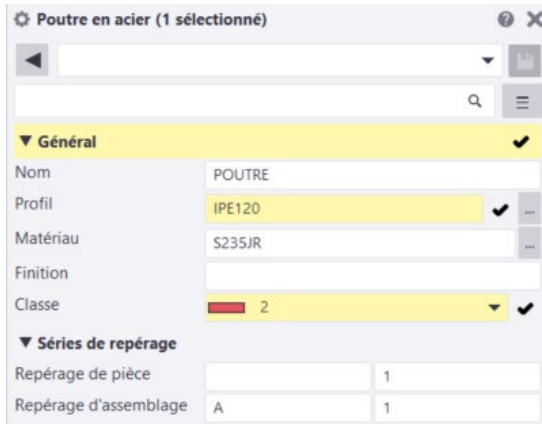 Poutre en acier (1 sélectionné)
Général
Nom POUTRE
Profil IPE120 ...
Matériau S235JR ...
Finition
Classe 2
Séries de repérage
Repérage de pièce 1
Repérage d'assemblage A 1